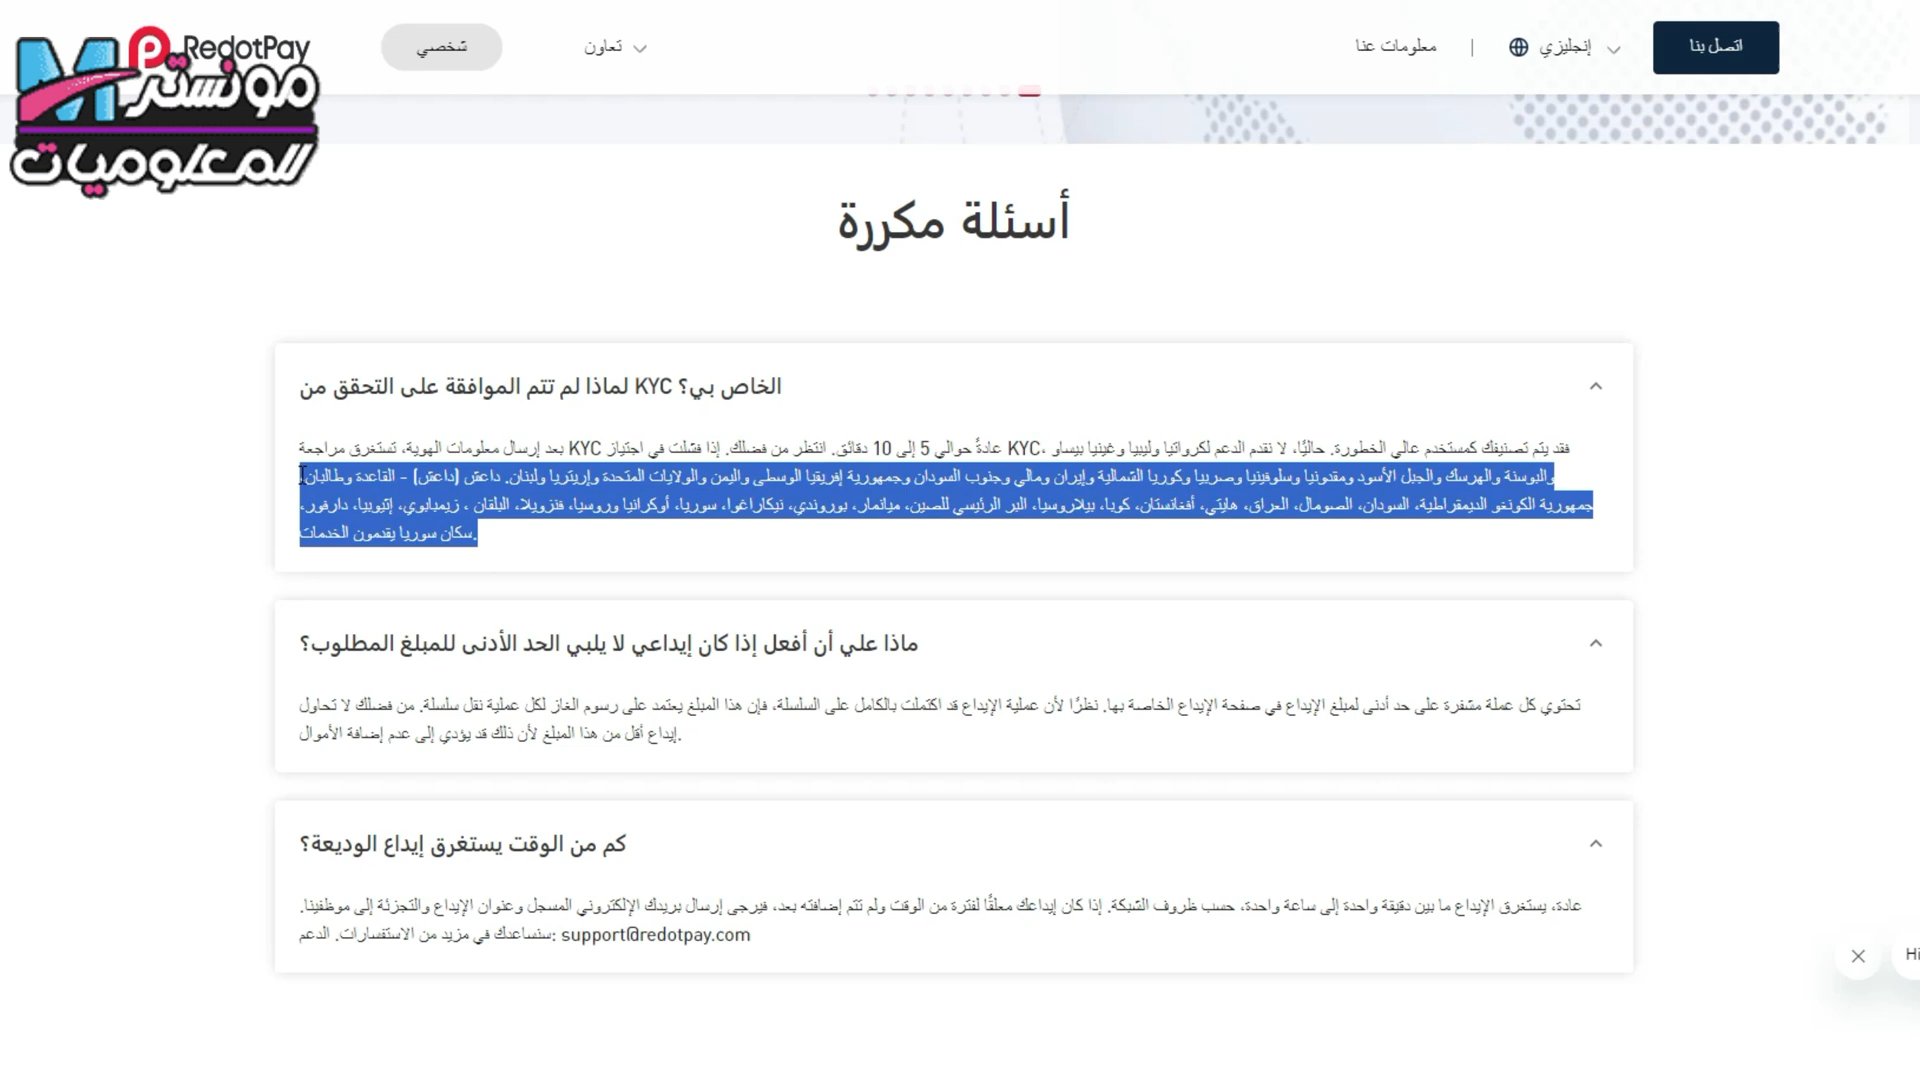 RedotPay
مونستر
للمعلوميات
شخصي
تعاون
معلومات عنا
إنجليزي
اتصل بنا
أسئلة مكررة
لماذا لم تتم الموافقة على التحقق من KYC الخاص بي؟
بعد إرسال معلومات الهوية، تستغرق مراجعة KYC عادةً حوالي 5 إلى 10 دقائق. انتظر من فضلك. إذا فشلت في اجتياز KYC، فقد يتم تصنيفك كمستخدم عالي الخطورة. حاليًا، لا نقدم الدعم لكرواتيا وليبيا وغينيا بيساو
والبوسنة والهرسك والجبل الأسود ومقدونيا وسلوفينيا وصربيا وكوريا الشمالية وإيران ومالي وجنوب السودان وجمهورية إفريقيا الوسطى واليمن والولايات المتحدة وإريتريا ولبنان. داعش (داعش) - القاعدة وطالبان)
جمهورية الكونغو الديمقراطية، السودان، الصومال، العراق، هايتي، أفغانستان، كوبا، بيلاروسيا، البر الرئيسي للصين، ميانمار، بوروندي، نيكاراغوا، سوريا، أوكرانيا وروسيا، فنزويلا، البلقان ، زيمبابوي، إثيوبيا، دارفور،
سكان سوريا يقدمون الخدمات.
ماذا علي أن أفعل إذا كان إيداعي لا يلبي الحد الأدنى للمبلغ المطلوب؟
تحتوي كل عملة مشفرة على حد أدنى لمبلغ الإيداع في صفحة الإيداع الخاصة بها. نظرًا لأن عملية الإيداع قد اكتملت بالكامل على السلسلة، فإن هذا المبلغ يعتمد على رسوم الغاز لكل عملية نقل سلسلة. من فضلك لا تحاول
إيداع أقل من هذا المبلغ لأن ذلك قد يؤدي إلى عدم إضافة الأموال.
كم من الوقت يستغرق إيداع الوديعة؟
عادة، يستغرق الإيداع ما بين دقيقة واحدة إلى ساعة واحدة، حسب ظروف الشبكة. إذا كان إيداعك معلقًا لفترة من الوقت ولم تتم إضافته بعد، فيرجى إرسال بريدك الإلكتروني المسجل وعنوان الإيداع والتجزئة إلى موظفينا.
سنساعدك في مزيد من الاستفسارات. الدعم: support@redotpay.com
Hi